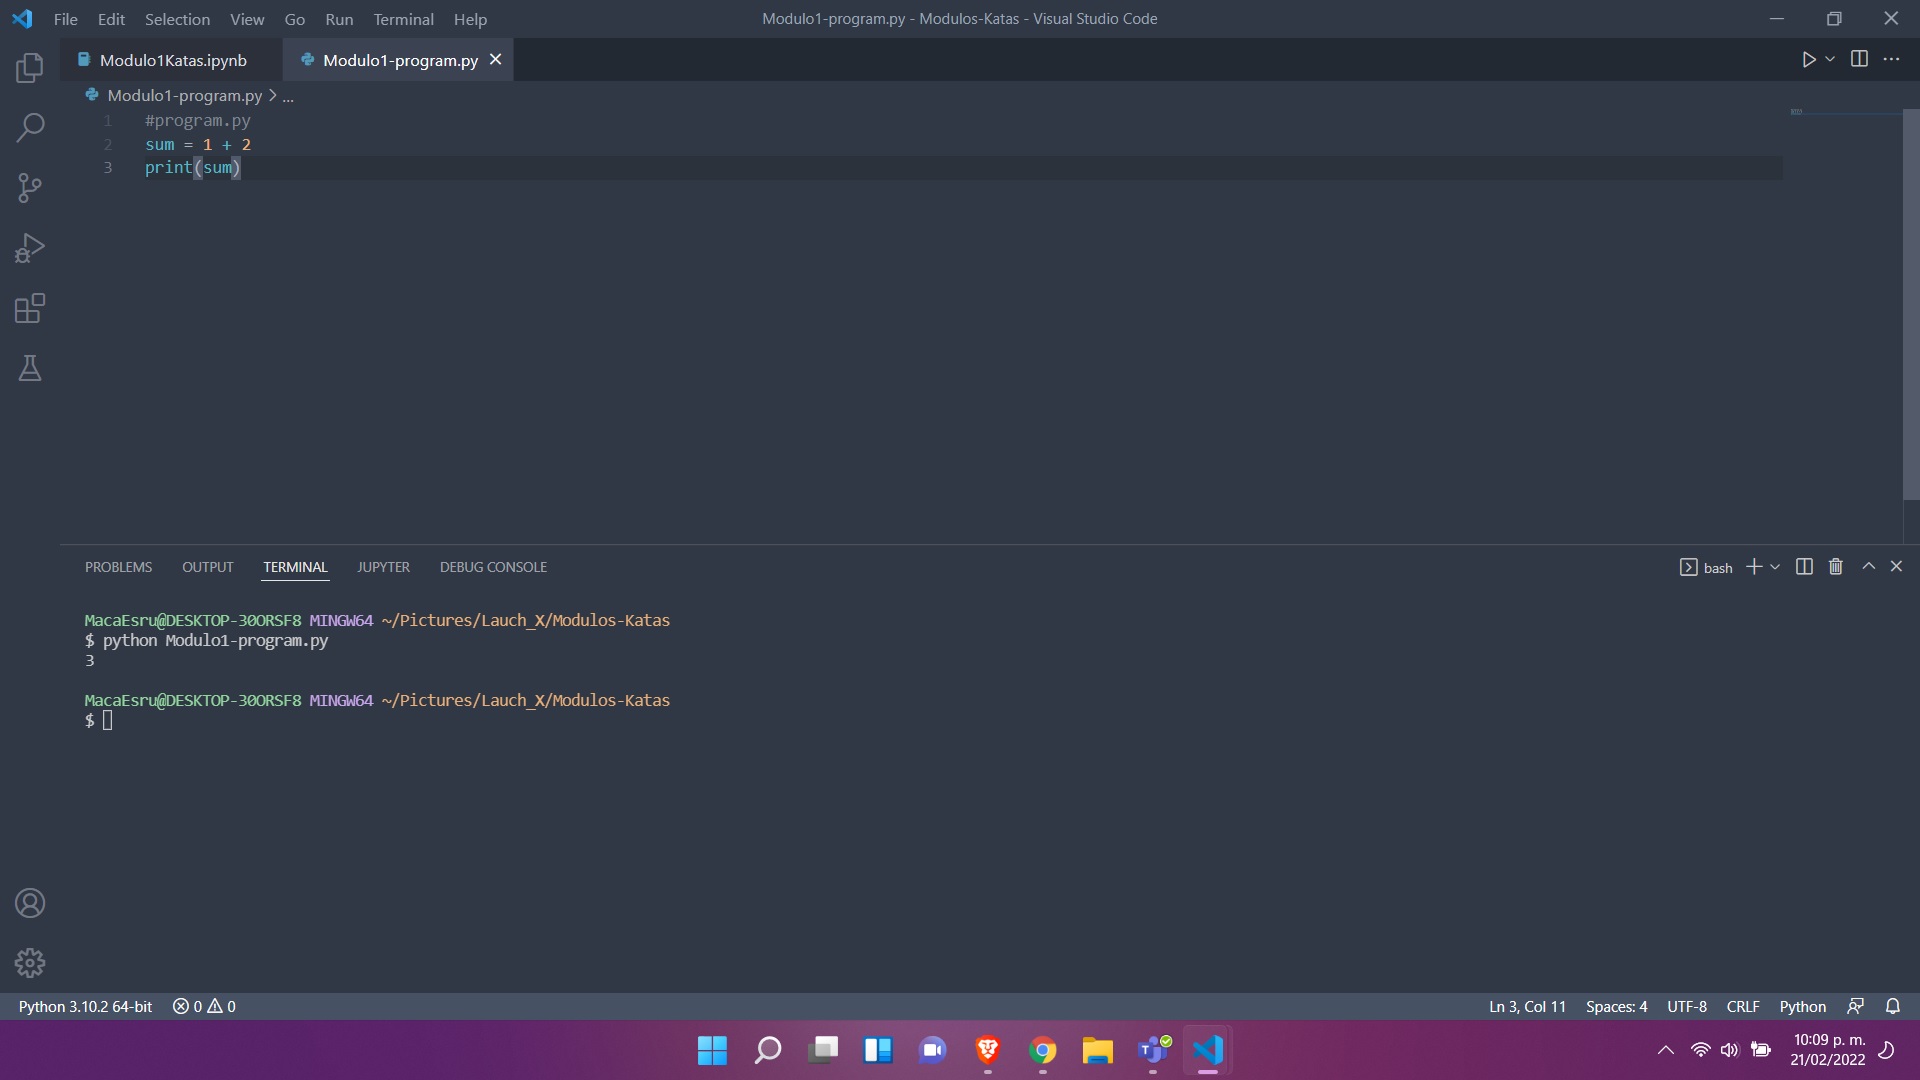 File Edit Selection View Go Run Terminal Help
Modulo1-program.py - Modulos-Katas - Visual Studio Code
Modulo1Katas.ipynb
Modulo1-program.py
Modulo1-program.py > ...
1 #program.py
2 sum = 1 + 2
3 print(sum)
PROBLEMS OUTPUT TERMINAL JUPYTER DEBUG CONSOLE
bash
MacaEsru@DESKTOP-30ORSF8 MINGW64 ~/Pictures/Lauch_X/Modulos-Katas
$ python Modulo1-program.py
3
MacaEsru@DESKTOP-30ORSF8 MINGW64 ~/Pictures/Lauch_X/Modulos-Katas
$
Python 3.10.2 64-bit 0 0
Ln 3, Col 11 Spaces: 4 UTF-8 CRLF Python
10:09 p. m.
21/02/2022